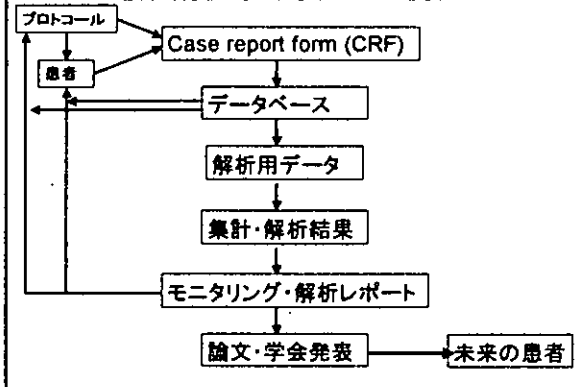 プロトコール
Case report form (CRF)
患者
データベース
解析用データ
集計・解析結果
モニタリング・解析レポート
論文・学会発表
未来の患者